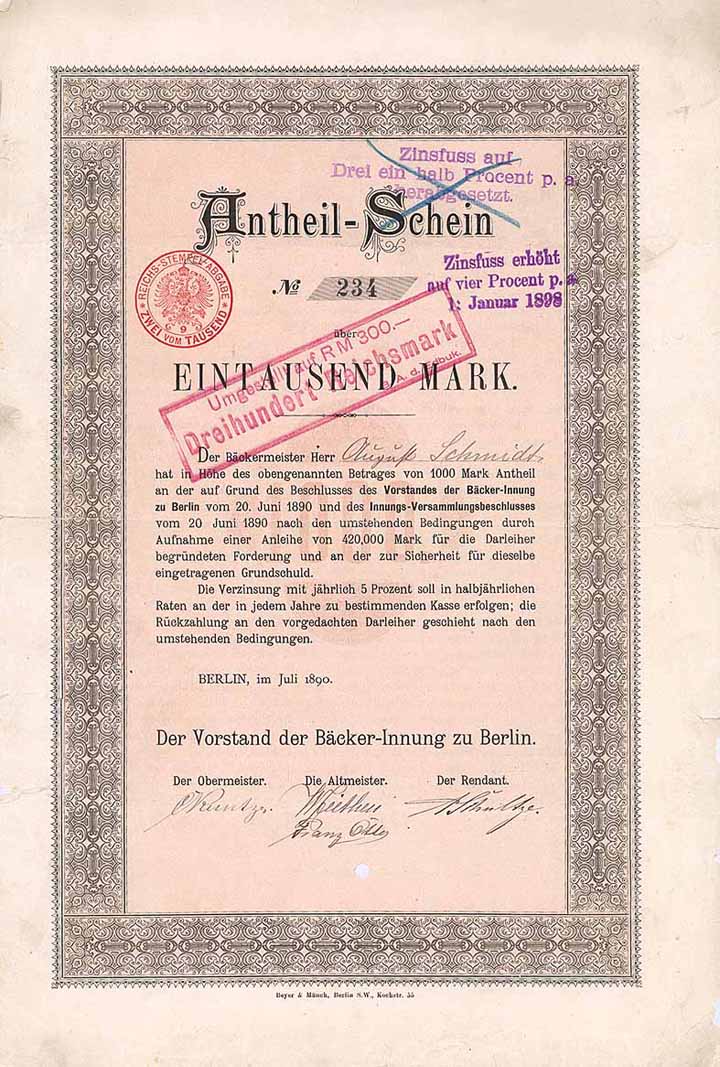 Zinsfuss auf
Drei ein halb Procent p. a.
herabgesetzt.
Antheil-Schein
Zinsfuss erhöht
auf vier Procent p. a.
1. Januar 1898
REICHS-STEMPEL-ABGABE
ZWEI VOM TAUSEND
№ 234
über
Umgestellt auf RM 300.—
Dreihundert Reichsmark
EINTAUSEND MARK.
Der Bäckermeister Herr August Schmidt
hat in Höhe des obengenannten Betrages von 1000 Mark Antheil
an der auf Grund des Beschlusses des Vorstandes der Bäcker-Innung
zu Berlin vom 20. Juni 1890 und des Innungs-Versammlungsbeschlusses
vom 20 Juni 1890 nach den umstehenden Bedingungen durch
Aufnahme einer Anleihe von 420,000 Mark für die Darleiher
begründeten Forderung und an der zur Sicherheit für dieselbe
eingetragenen Grundschuld.
Die Verzinsung mit jährlich 5 Prozent soll in halbjährlichen
Raten an der in jedem Jahre zu bestimmenden Kasse erfolgen; die
Rückzahlung an den vorgedachten Darleiher geschieht nach den
umstehenden Bedingungen.
BERLIN, im Juli 1890.
Der Vorstand der Bäcker-Innung zu Berlin.
Der Obermeister. Die Altmeister. Der Rendant.
Franz Otto
Beyer & Münch, Berlin S.W., Kochstr. 55